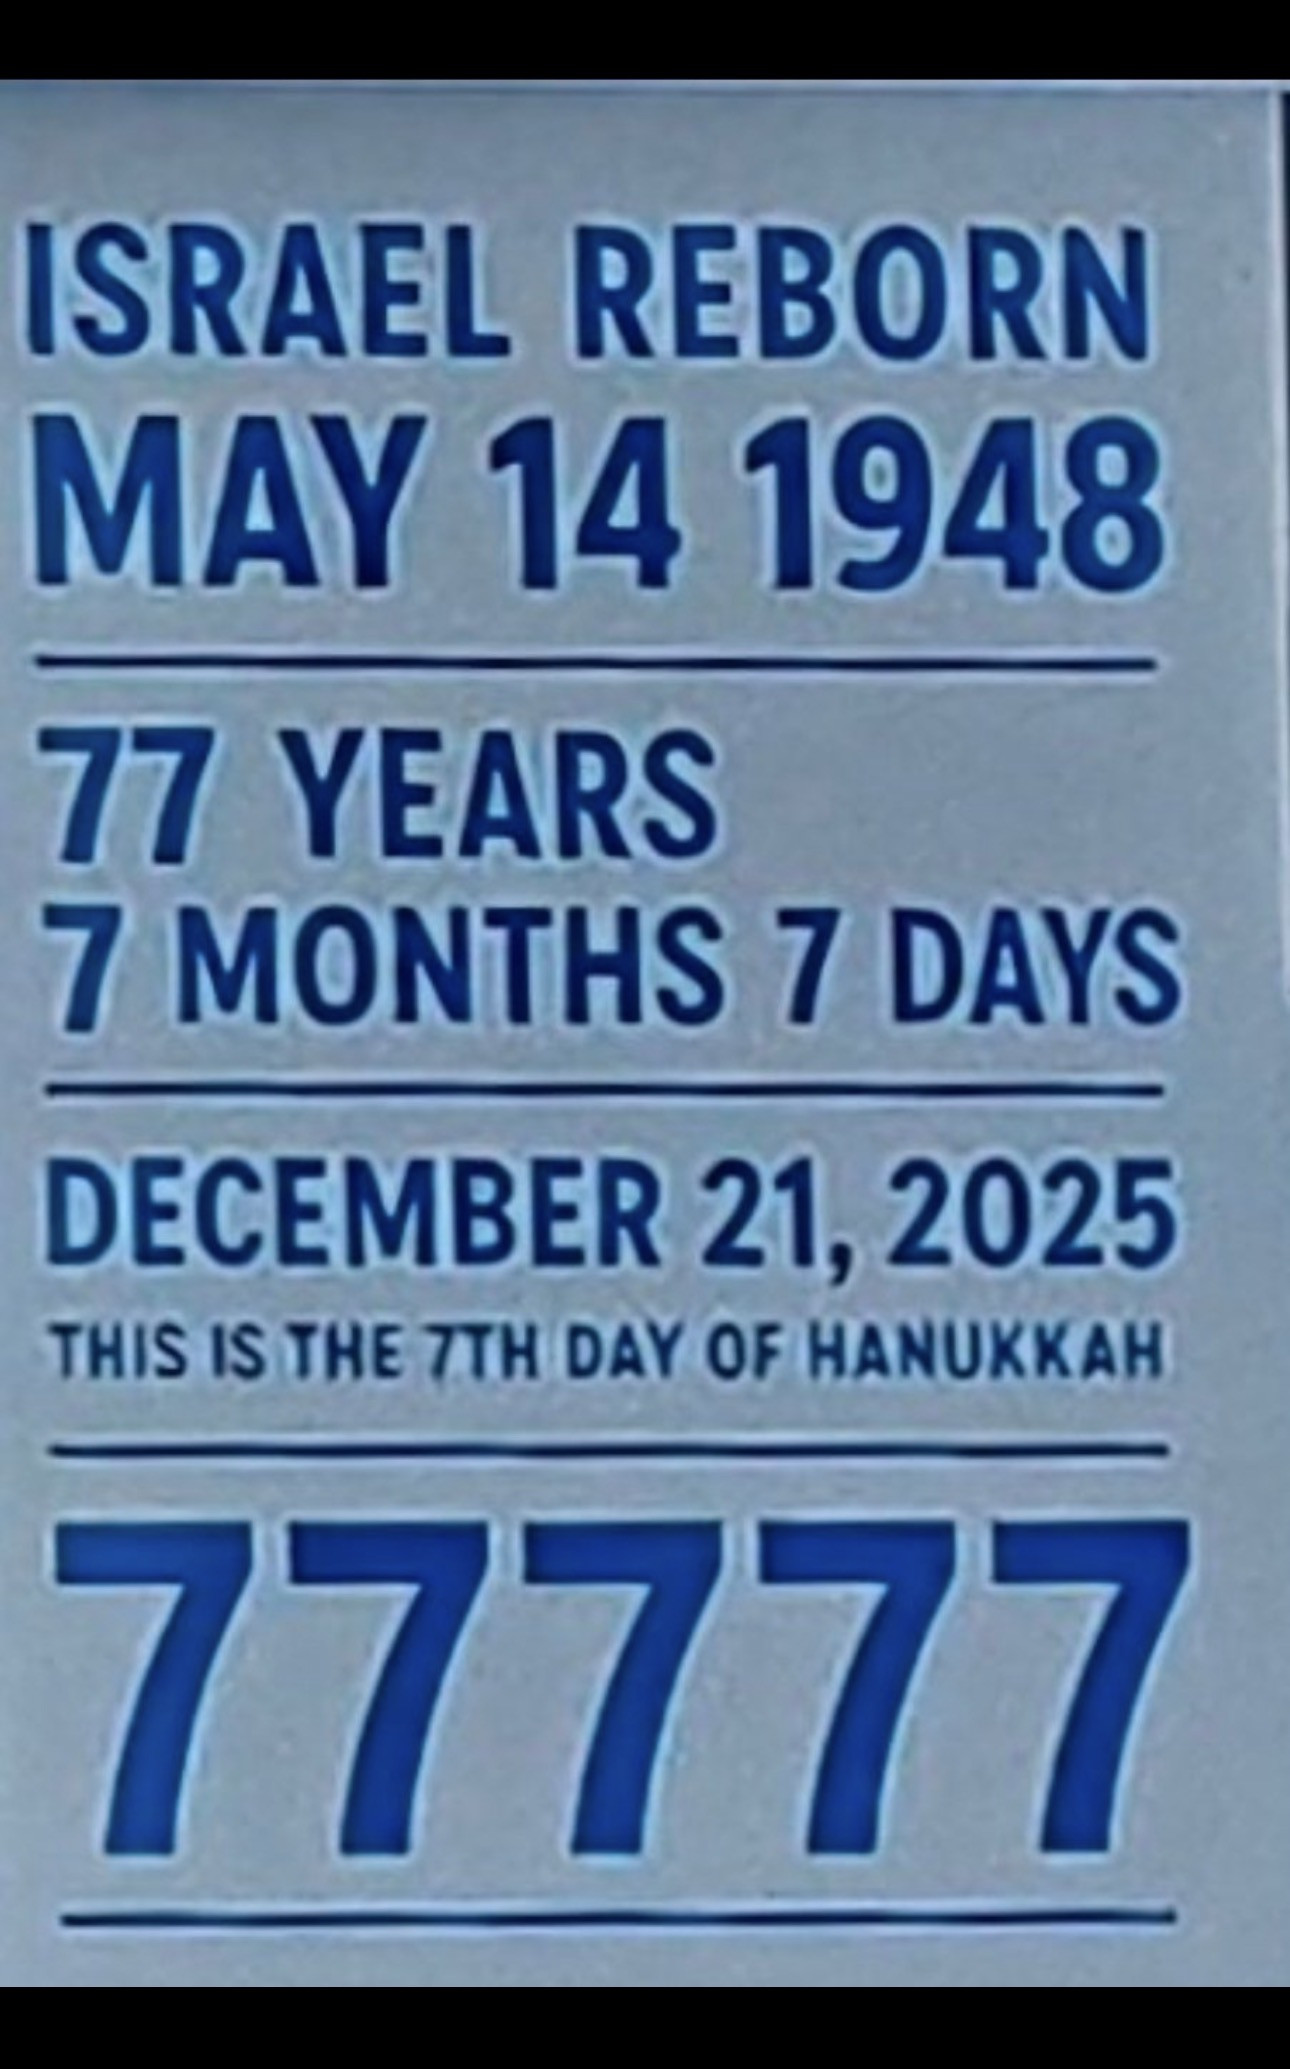 ISRAEL REBORN
MAY 14 1948
77 YEARS
7 MONTHS 7 DAYS
DECEMBER 21, 2025
THIS IS THE 7TH DAY OF HANUKKAH
77777